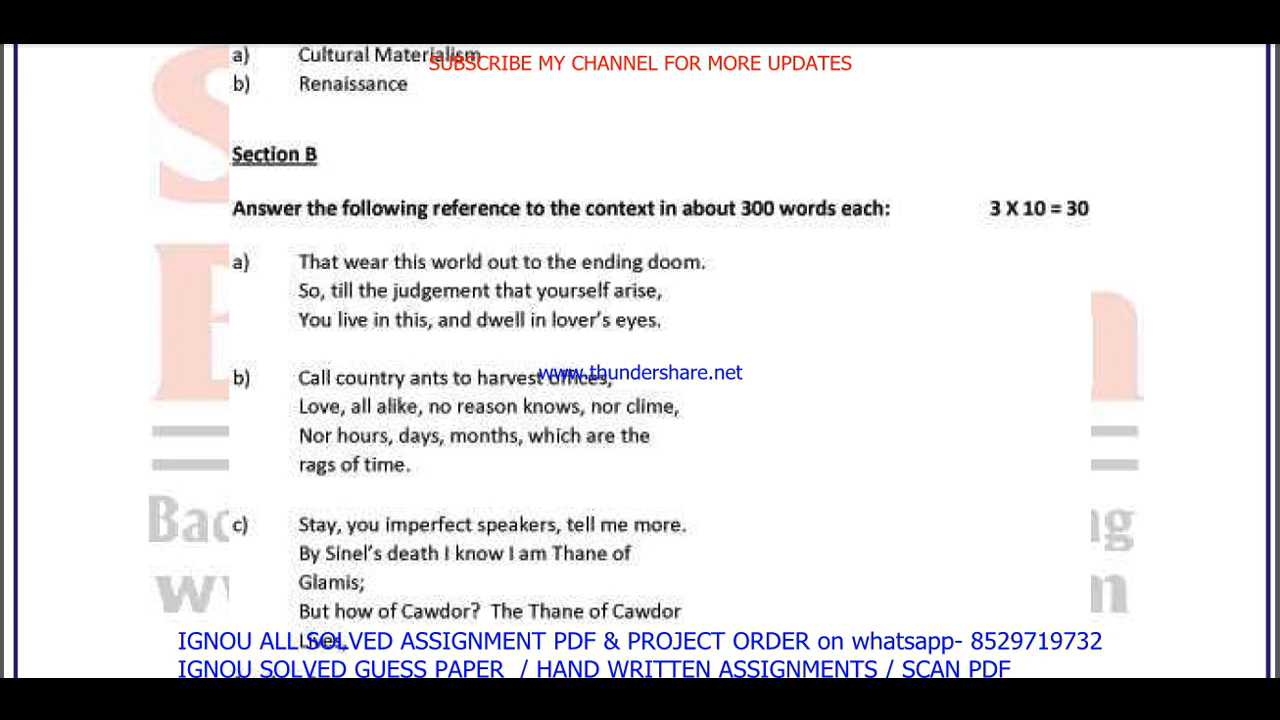 a) Cultural Materialism
SUBSCRIBE MY CHANNEL FOR MORE UPDATES
b) Renaissance
Section B
Answer the following reference to the context in about 300 words each: 3 X 10 = 30
a) That wear this world out to the ending doom.
So, till the judgement that yourself arise,
You live in this, and dwell in lover's eyes.
b) Call country ants to harvest offices,
www.thundershare.net
Love, all alike, no reason knows, nor clime,
Nor hours, days, months, which are the
rags of time.
c) Stay, you imperfect speakers, tell me more.
By Sinel's death I know I am Thane of
Glamis;
But how of Cawdor? The Thane of Cawdor
IGNOU ALL SOLVED ASSIGNMENT PDF & PROJECT ORDER on whatsapp- 8529719732
IGNOU SOLVED GUESS PAPER / HAND WRITTEN ASSIGNMENTS / SCAN PDF